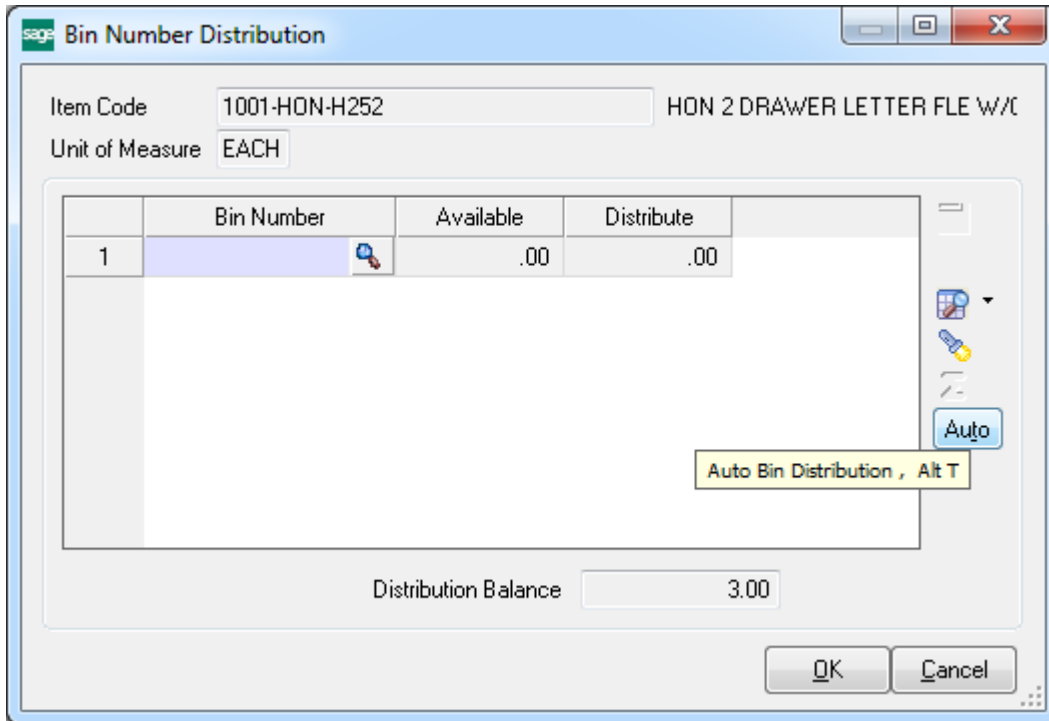 sage Bin Number Distribution
Item Code 1001-HON-H252 HON 2 DRAWER LETTER FLE W/
Unit of Measure EACH
Bin Number Available Distribute
1 .00 .00
Auto
Auto Bin Distribution , Alt T
Distribution Balance 3.00
OK Cancel